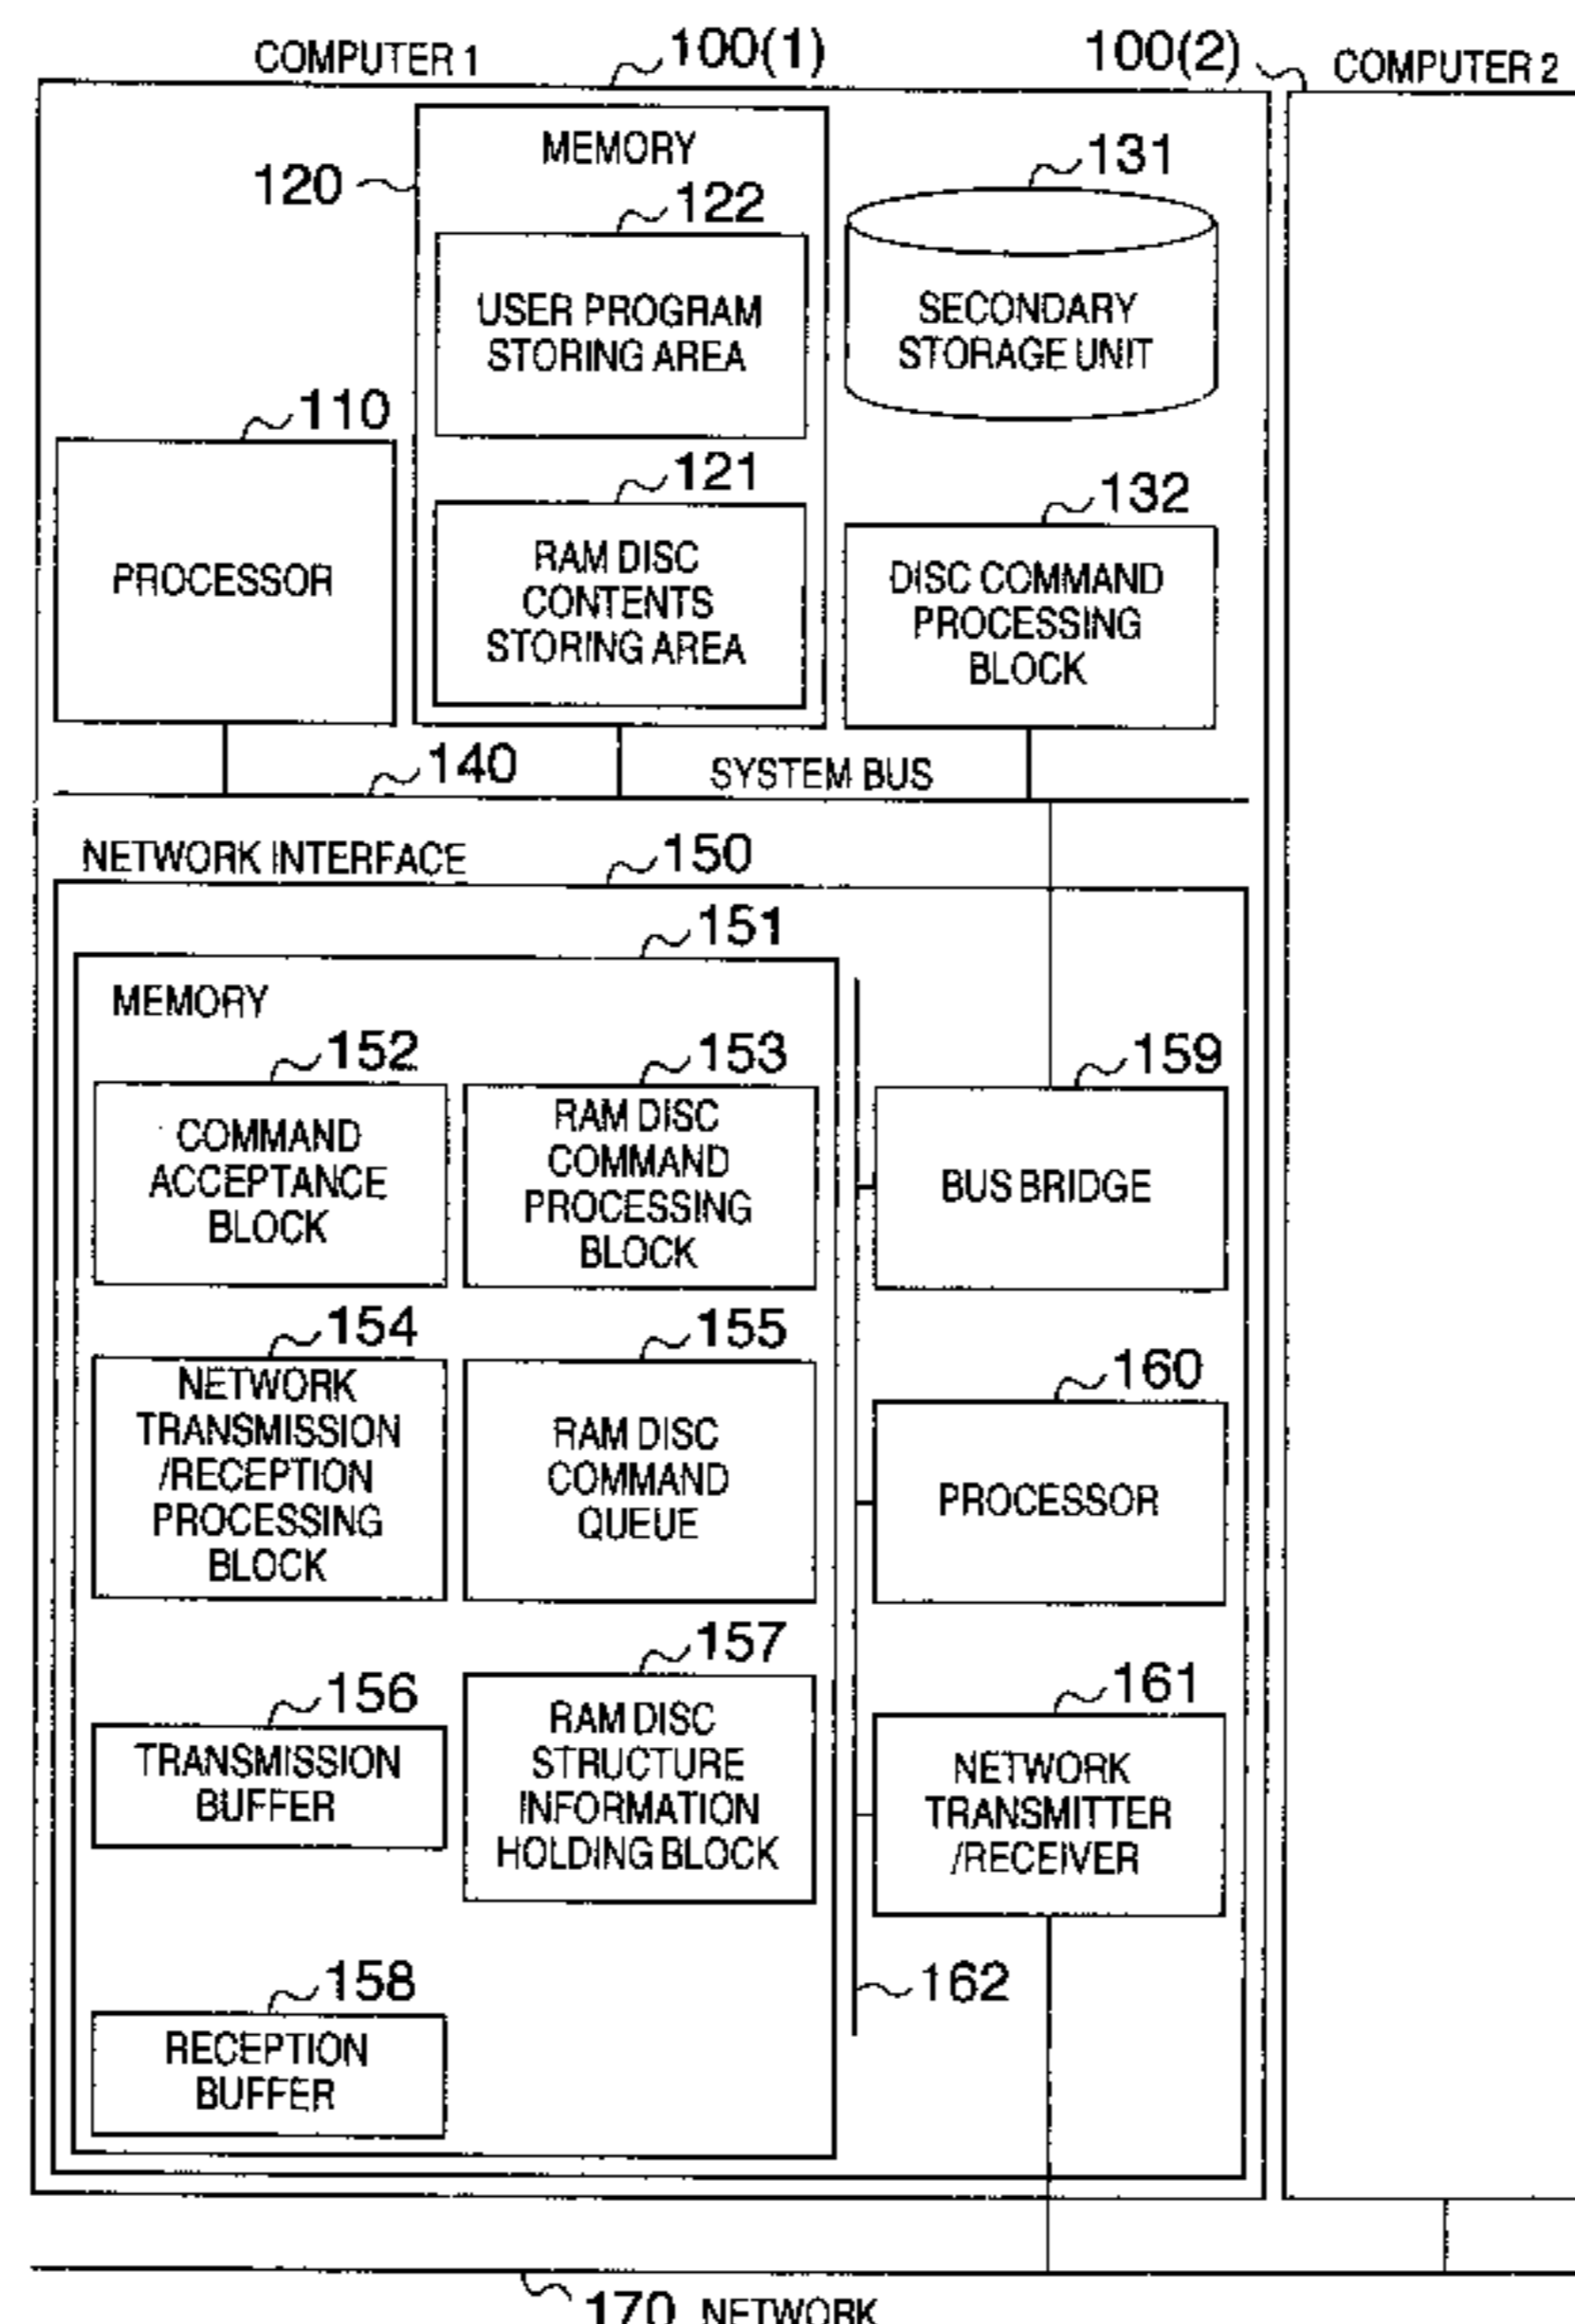 COMPUTER 1
100(1)
100(2)
COMPUTER 2
MEMORY
120
122
USER PROGRAM
STORING AREA
131
SECONDARY
STORAGE UNIT
110
PROCESSOR
121
RAM DISC
CONTENTS
STORING AREA
132
DISC COMMAND
PROCESSING
BLOCK
140
SYSTEM BUS
NETWORK INTERFACE
150
151
MEMORY
152
COMMAND
ACCEPTANCE
BLOCK
153
RAM DISC
COMMAND
PROCESSING
BLOCK
159
BUS BRIDGE
154
NETWORK
TRANSMISSION
/RECEPTION
PROCESSING
BLOCK
155
RAM DISC
COMMAND
QUEUE
160
PROCESSOR
156
TRANSMISSION
BUFFER
157
RAM DISC
STRUCTURE
INFORMATION
HOLDING BLOCK
161
NETWORK
TRANSMITTER
/RECEIVER
158
RECEPTION
BUFFER
162
170 NETWORK